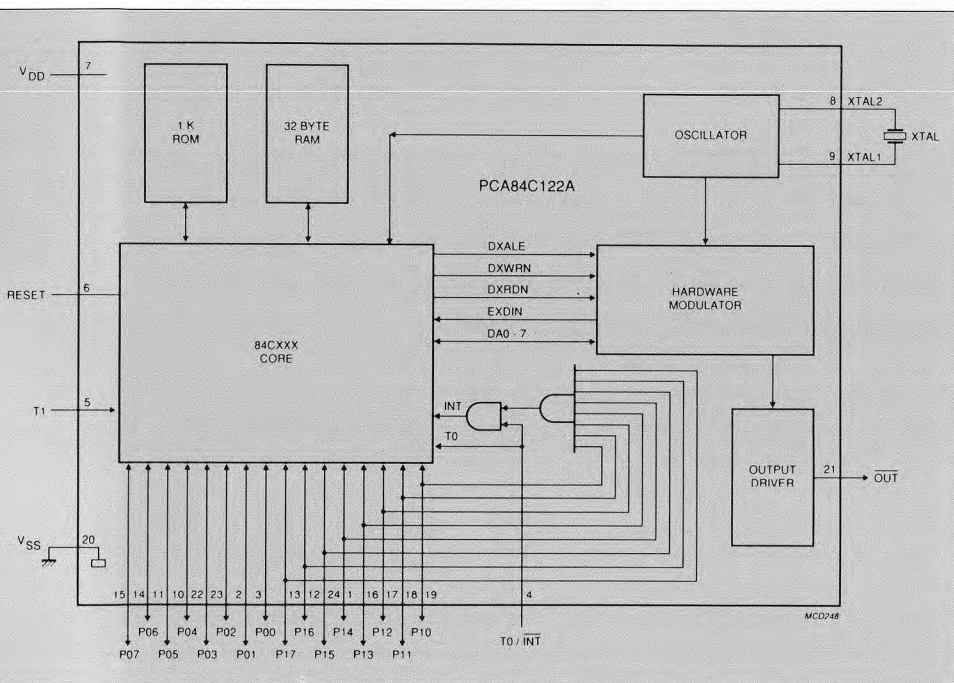 7
V DD
1 K
ROM
32 BYTE
RAM
OSCILLATOR
8 XTAL2
XTAL
9 XTAL1
PCA84C122A
DXALE
DXWRN
DXRDN
EXDIN
DA0 - 7
HARDWARE
MODULATOR
6
RESET
84CXXX
CORE
5
T1
INT
T0
OUTPUT
DRIVER
21
OUT
20
V SS
15 14 11 10 22 23 2 3 13 12 24 1 16 17 18 19 4
MCD248
P06 P04 P02 P00 P16 P14 P12 P10
T0 / INT
P07 P05 P03 P01 P17 P15 P13 P11